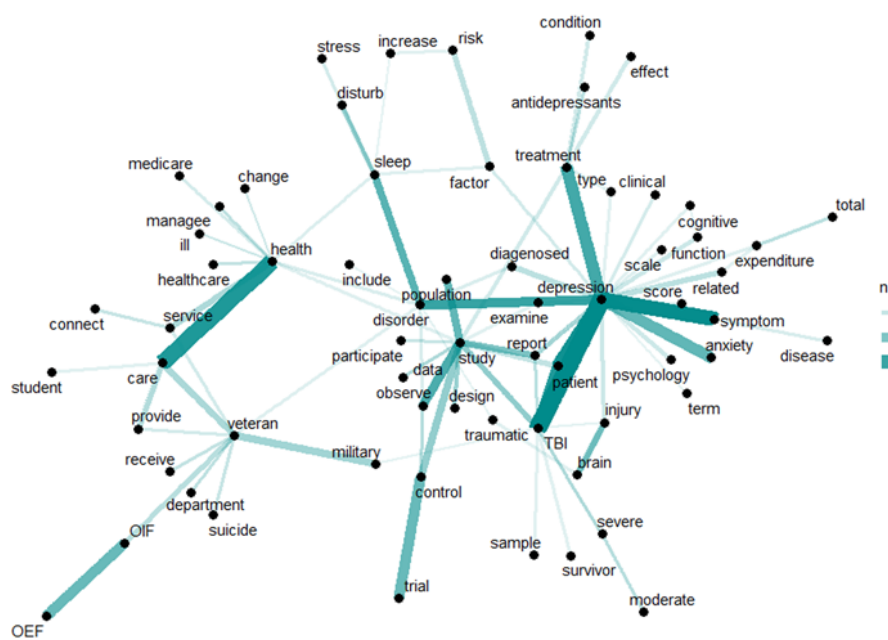 stress
increase
risk
condition
effect
disturb
antidepressants
medicare
change
sleep
treatment
factor
type
clinical
managee
ill
health
cognitive
total
healthcare
include
diagenosed
scale
function
expenditure
population
depression
related
connect
service
disorder
examine
score
symptom
n
participate
study
report
anxiety
disease
student
care
data
patient
psychology
observe
design
term
provide
veteran
military
traumatic
TBI
injury
receive
brain
department
control
suicide
OIF
sample
severe
survivor
trial
moderate
OEF